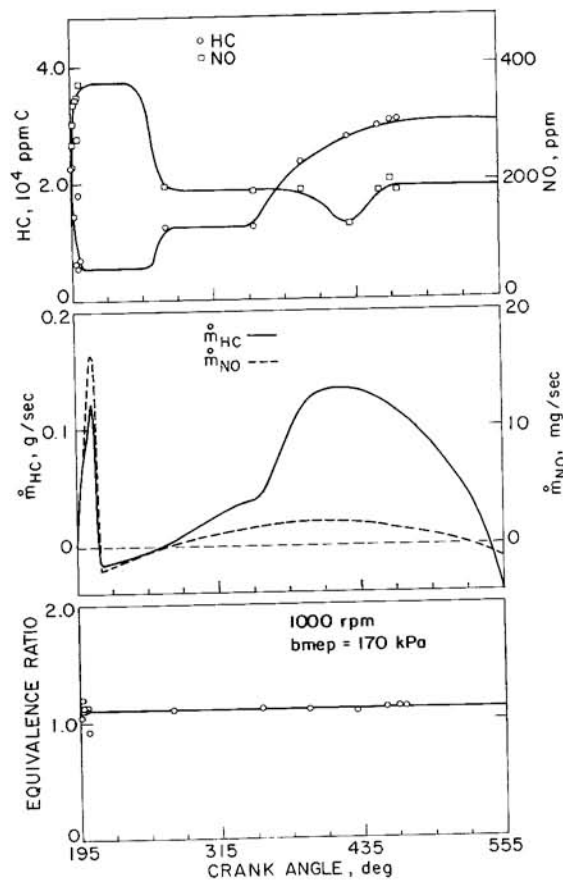 ○ HC
□ NO
4.0
2.0
0
HC, 10⁴ ppm C
400
200
0
NO, ppm
0.2
0.1
0
ṁHC, g/sec
ṁHC
ṁNO
20
10
0
ṁNO, mg/sec
2.0
1.0
0
EQUIVALENCE RATIO
1000 rpm
bmep = 170 kPa
195
315
435
555
CRANK ANGLE, deg